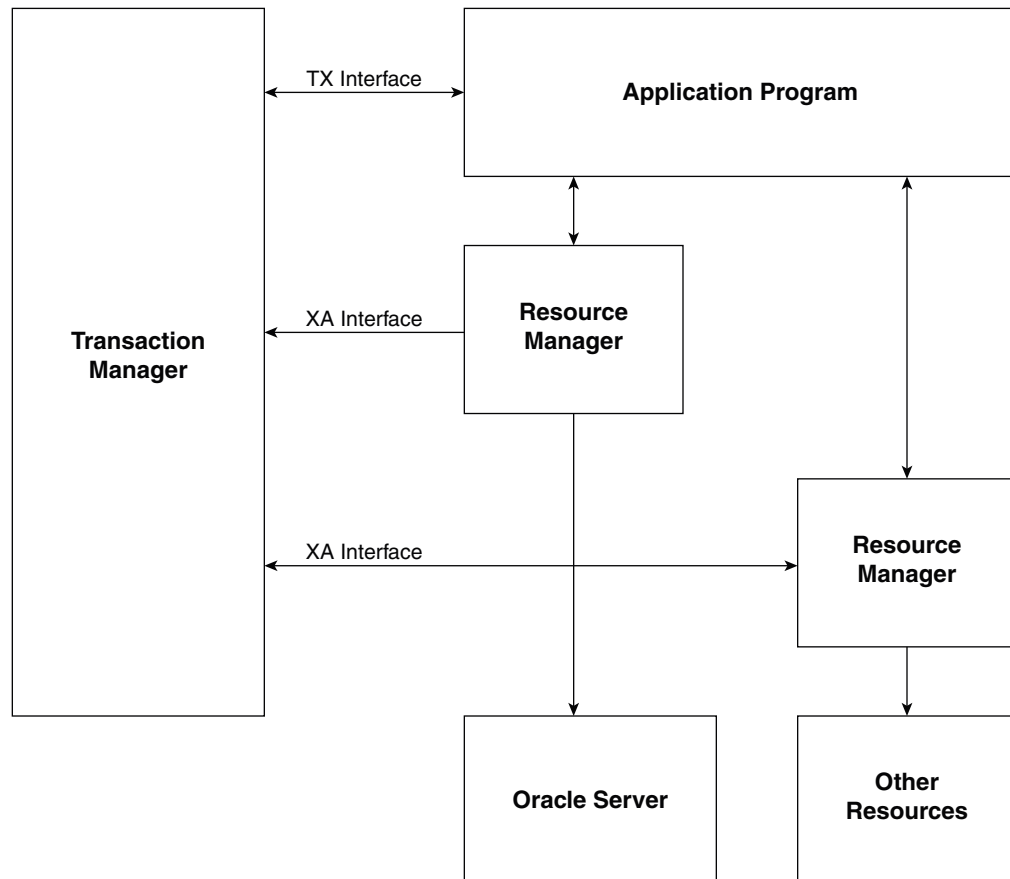 TX Interface
Application Program
XA Interface
Resource
Manager
Transaction
Manager
XA Interface
Resource
Manager
Oracle Server
Other
Resources